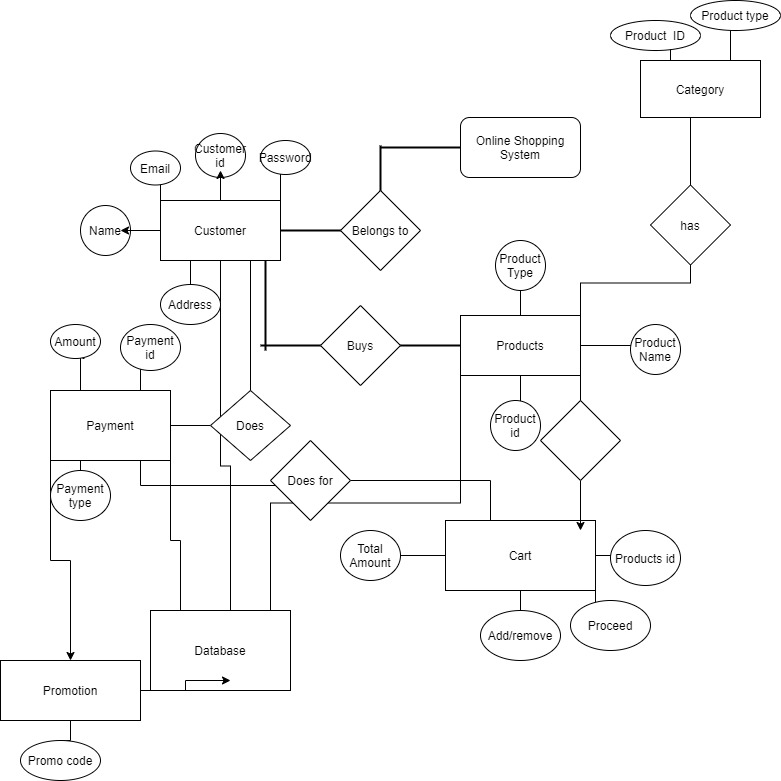 Product type
Product  ID
Category
Online Shopping
System
Customer
id
Password
Email
Name
Customer
Belongs to
has
Product
Type
Address
Amount
Payment
id
Buys
Products
Product
Name
Payment
Does
Product
id
Does for
Payment
type
Total
Amount
Cart
Products id
Add/remove
Proceed
Database
Promotion
Promo code